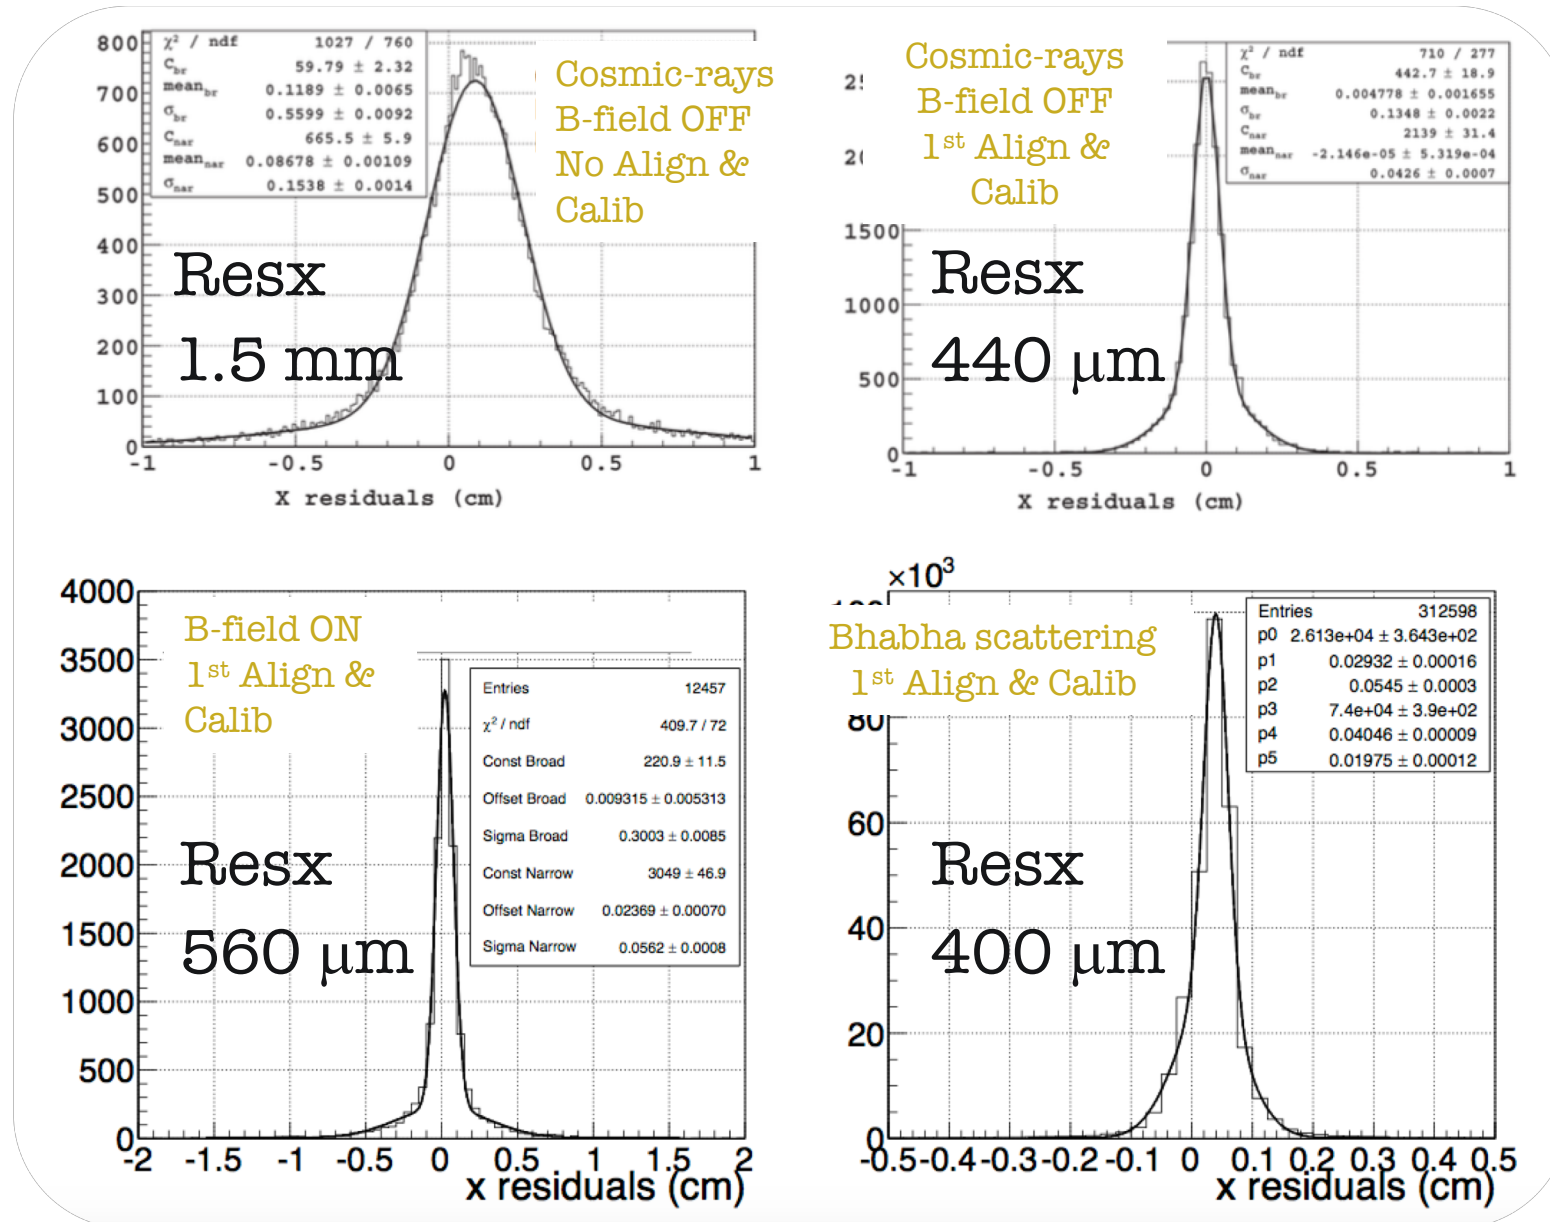 χ² / ndf 1027 / 760
C_br 59.79 ± 2.32
mean_br 0.1189 ± 0.0065
σ_br 0.5599 ± 0.0092
C_nar 665.5 ± 5.9
mean_nar 0.08678 ± 0.00109
σ_nar 0.1538 ± 0.0014
Cosmic-rays
B-field OFF
No Align &
Calib
Resx
1.5 mm
800
700
600
500
400
300
200
100
0
-1 -0.5 0 0.5 1
X residuals (cm)
Cosmic-rays
B-field OFF
1st Align &
Calib
χ² / ndf 710 / 277
C_br 442.7 ± 18.9
mean_br 0.004778 ± 0.001655
σ_br 0.1348 ± 0.0022
C_nar 2139 ± 31.4
mean_nar -2.146e-05 ± 5.319e-04
σ_nar 0.0426 ± 0.0007
Resx
440 μm
1500
1000
500
0
-1 -0.5 0 0.5 1
X residuals (cm)
B-field ON
1st Align &
Calib
Entries 12457
χ² / ndf 409.7 / 72
Const Broad 220.9 ± 11.5
Offset Broad 0.009315 ± 0.005313
Sigma Broad 0.3003 ± 0.0085
Const Narrow 3049 ± 46.9
Offset Narrow 0.02369 ± 0.00070
Sigma Narrow 0.0562 ± 0.0008
Resx
560 μm
4000
3500
3000
2500
2000
1500
1000
500
0
-2 -1.5 -1 -0.5 0 0.5 1 1.5 2
x residuals (cm)
×10³
Bhabha scattering
1st Align & Calib
Entries 312598
p0 2.613e+04 ± 3.643e+02
p1 0.02932 ± 0.00016
p2 0.0545 ± 0.0003
p3 7.4e+04 ± 3.9e+02
p4 0.04046 ± 0.00009
p5 0.01975 ± 0.00012
Resx
400 μm
80
60
40
20
0
-0.5 -0.4 -0.3 -0.2 -0.1 0 0.1 0.2 0.3 0.4 0.5
x residuals (cm)